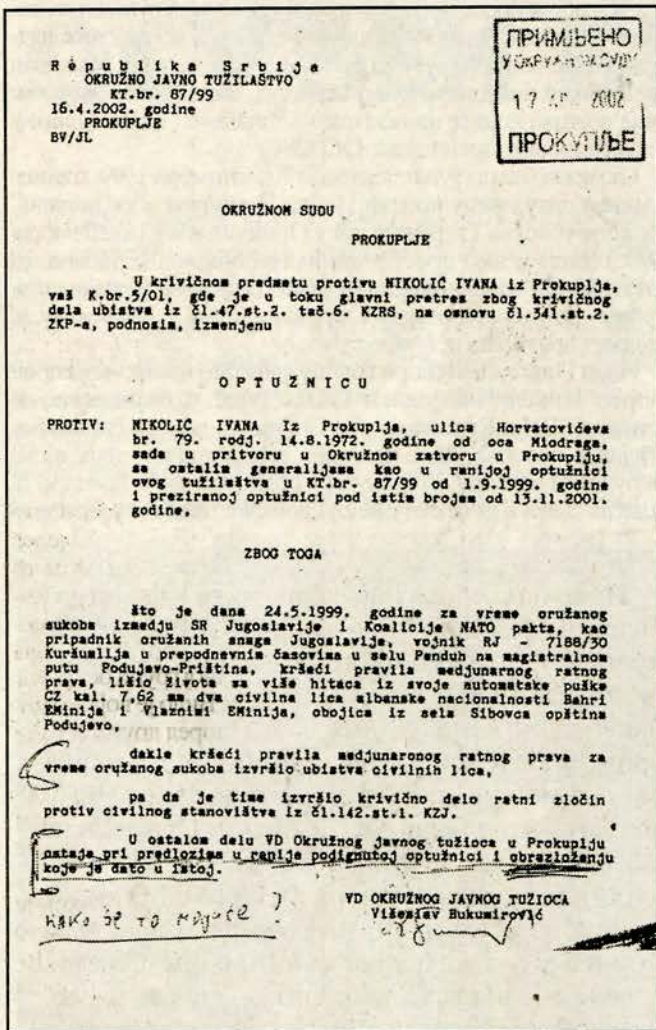 ПРИМЉЕНО
17 2002
ПРОКУПЉЕ
Republika Srbija
OKRUŽNO JAVNO TUŽILAŠTVO
KT.br. 87/99
16.4.2002. godine
PROKUPLJE
BV/JL
OKRUŽNOM SUDU
PROKUPLJE
U krivičnom predmetu protivu NIKOLIĆ IVANA iz Prokuplja,
vaš K.br.5/01, gde je u toku glavni pretres zbog krivičnog
dela ubistva iz čl.47.st.2. tač.6. KZRS, na osnovu čl.341.st.2.
ZKP-a, podnosim, izmenjenu
OPTUŽNICU
PROTIV: NIKOLIĆ IVANA Iz Prokuplja, ulica Horvatovićeva
br. 79. rodj. 14.8.1972. godine od oca Miodraga,
sada u pritvoru u Okružnom zatvoru u Prokuplju,
sa ostalim generalijama kao u ranijoj optužnici
ovog tužilaštva u KT.br. 87/99 od 1.9.1999. godine
i preziranoj optužnici pod istim brojem od 13.11.2001.
godine,
ZBOG TOGA
što je dana 24.5.1999. godine za vreme oružanog
sukoba izmedju SR Jugoslavije i Koalicije NATO pakta, kao
pripadnik oružanih snaga Jugoslavije, vojnik RJ - 7188/30
Kuršumlija u prepodnevnim časovima u selu Penduh na magistralnom
putu Podujevo-Priština, kršeći pravila medjunarnog ratnog
prava, lišio života sa više hitaca iz svoje automatske puške
CZ kal. 7,62 mm dva civilna lica albanske nacionalnosti Bahri
EMinija i Vlaznimi EMinija, obojica iz sela Sibovca opština
Podujevo,
dakle kršeći pravila medjunaronog ratnog prava za
vreme oružanog sukoba izvršio ubistva civilnih lica,
pa da je time izvršio krivično delo ratni zločin
protiv civilnog stanovištva iz čl.142.st.1. KZJ.
U ostalom delu VD Okružnog javnog tužioca u Prokuplju
ostaje pri predlozima u ranije podignutoj optužnici i obrazloženju
koje je dato u istoj.
VD OKRUŽNOG JAVNOG TUŽIOCA
Višeslav Bukumirović
KAKO JE TO MOGUĆE?